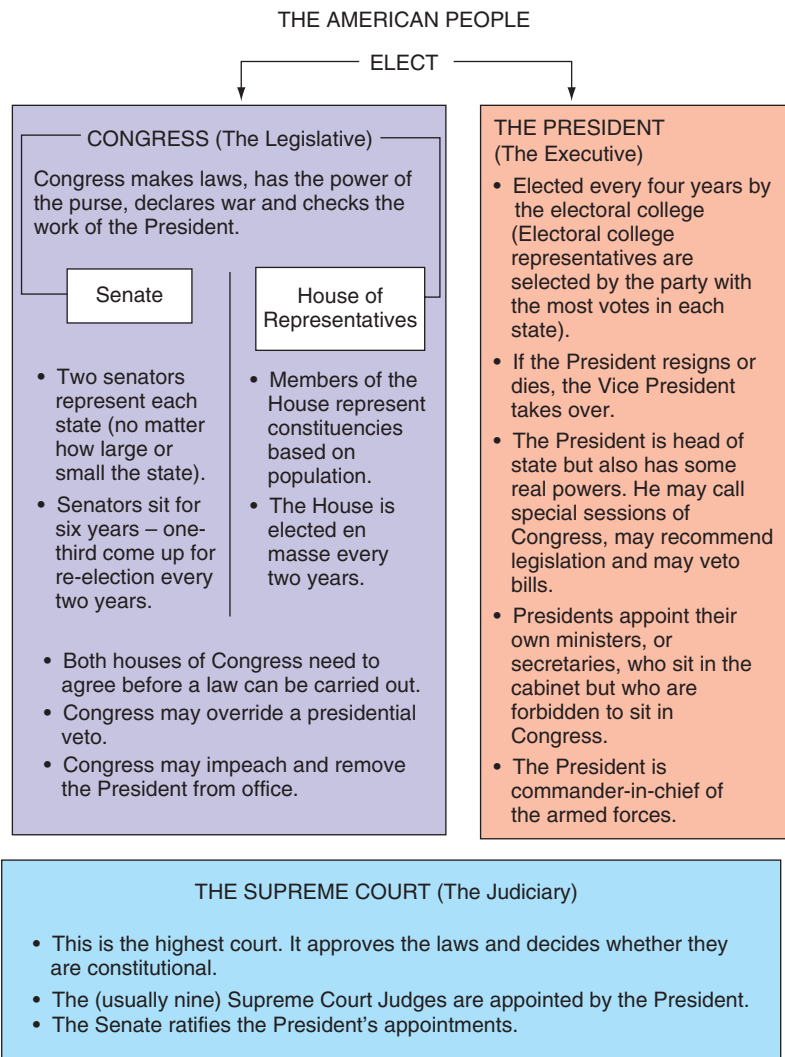 THE AMERICAN PEOPLE
ELECT
CONGRESS (The Legislative)
Congress makes laws, has the power of
the purse, declares war and checks the
work of the President.
Senate
• Two senators
represent each
state (no matter
how large or
small the state).
• Senators sit for
six years – one-
third come up for
re-election every
two years.
House of
Representatives
• Members of the
House represent
constituencies
based on
population.
• The House is
elected en
masse every
two years.
• Both houses of Congress need to
agree before a law can be carried out.
• Congress may override a presidential
veto.
• Congress may impeach and remove
the President from office.
THE PRESIDENT
(The Executive)
• Elected every four years by
the electoral college
(Electoral college
representatives are
selected by the party with
the most votes in each
state).
• If the President resigns or
dies, the Vice President
takes over.
• The President is head of
state but also has some
real powers. He may call
special sessions of
Congress, may recommend
legislation and may veto
bills.
• Presidents appoint their
own ministers, or
secretaries, who sit in the
cabinet but who are
forbidden to sit in
Congress.
• The President is
commander-in-chief of
the armed forces.
THE SUPREME COURT (The Judiciary)
• This is the highest court. It approves the laws and decides whether they
are constitutional.
• The (usually nine) Supreme Court Judges are appointed by the President.
• The Senate ratifies the President's appointments.